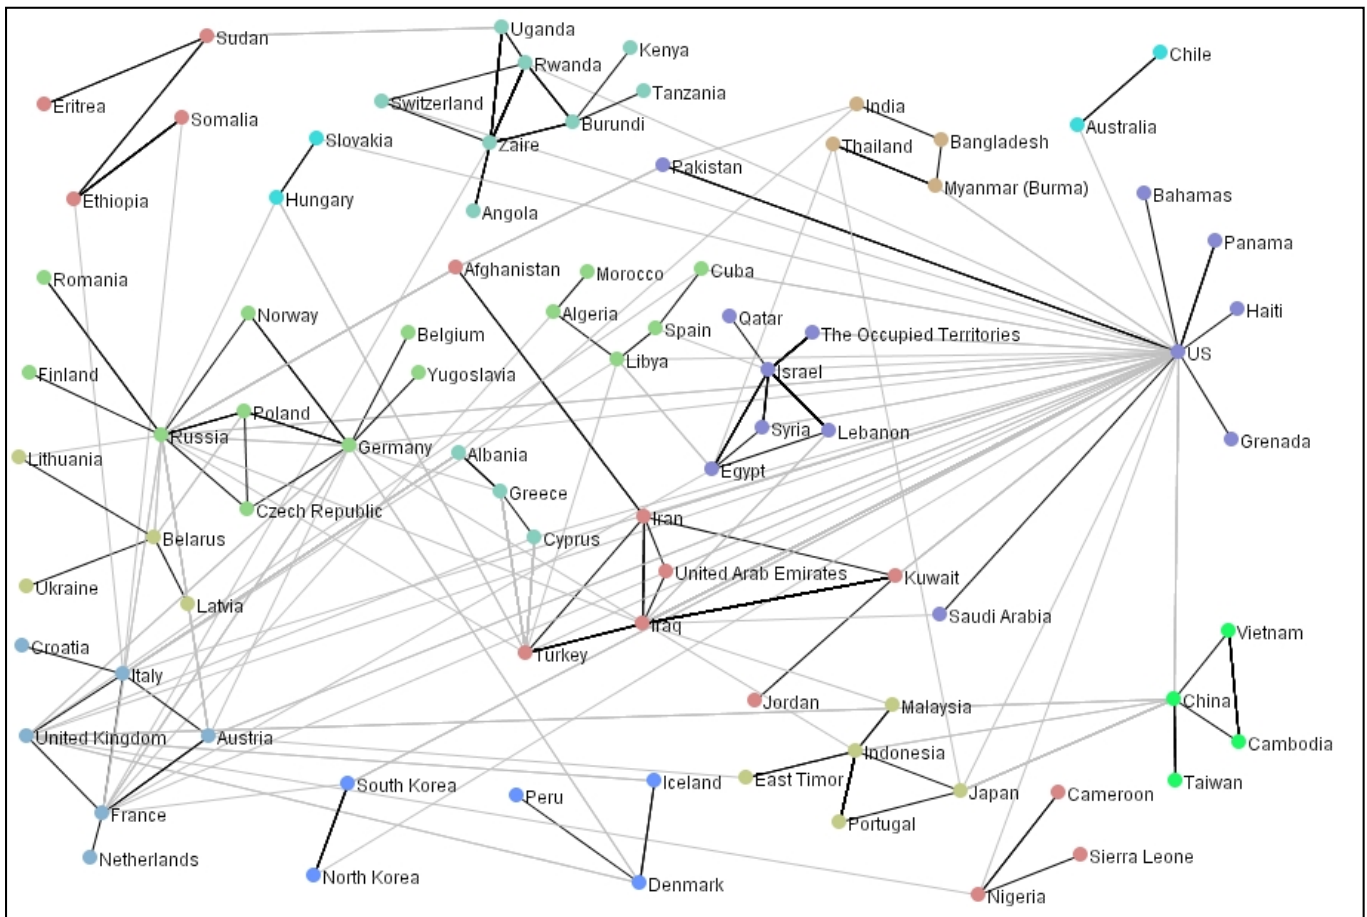 Uganda
Sudan
Kenya
Chile
Rwanda
Tanzania
Switzerland
Eritrea
India
Somalia
Burundi
Australia
Slovakia
Zaire
Thailand
Bangladesh
Pakistan
Myanmar (Burma)
Bahamas
Ethiopia
Hungary
Angola
Panama
Afghanistan
Morocco
Cuba
Romania
Haiti
Norway
Algeria
Qatar
Belgium
Spain
The Occupied Territories
US
Libya
Israel
Finland
Yugoslavia
Poland
Russia
Syria
Lebanon
Grenada
Germany
Albania
Lithuania
Egypt
Greece
Czech Republic
Iran
Belarus
Cyprus
United Arab Emirates
Kuwait
Ukraine
Latvia
Saudi Arabia
Iraq
Vietnam
Croatia
Turkey
Italy
Jordan
Malaysia
China
United Kingdom
Austria
Cambodia
Indonesia
South Korea
Iceland
East Timor
Taiwan
Peru
Japan
Cameroon
France
Portugal
Netherlands
Sierra Leone
North Korea
Denmark
Nigeria